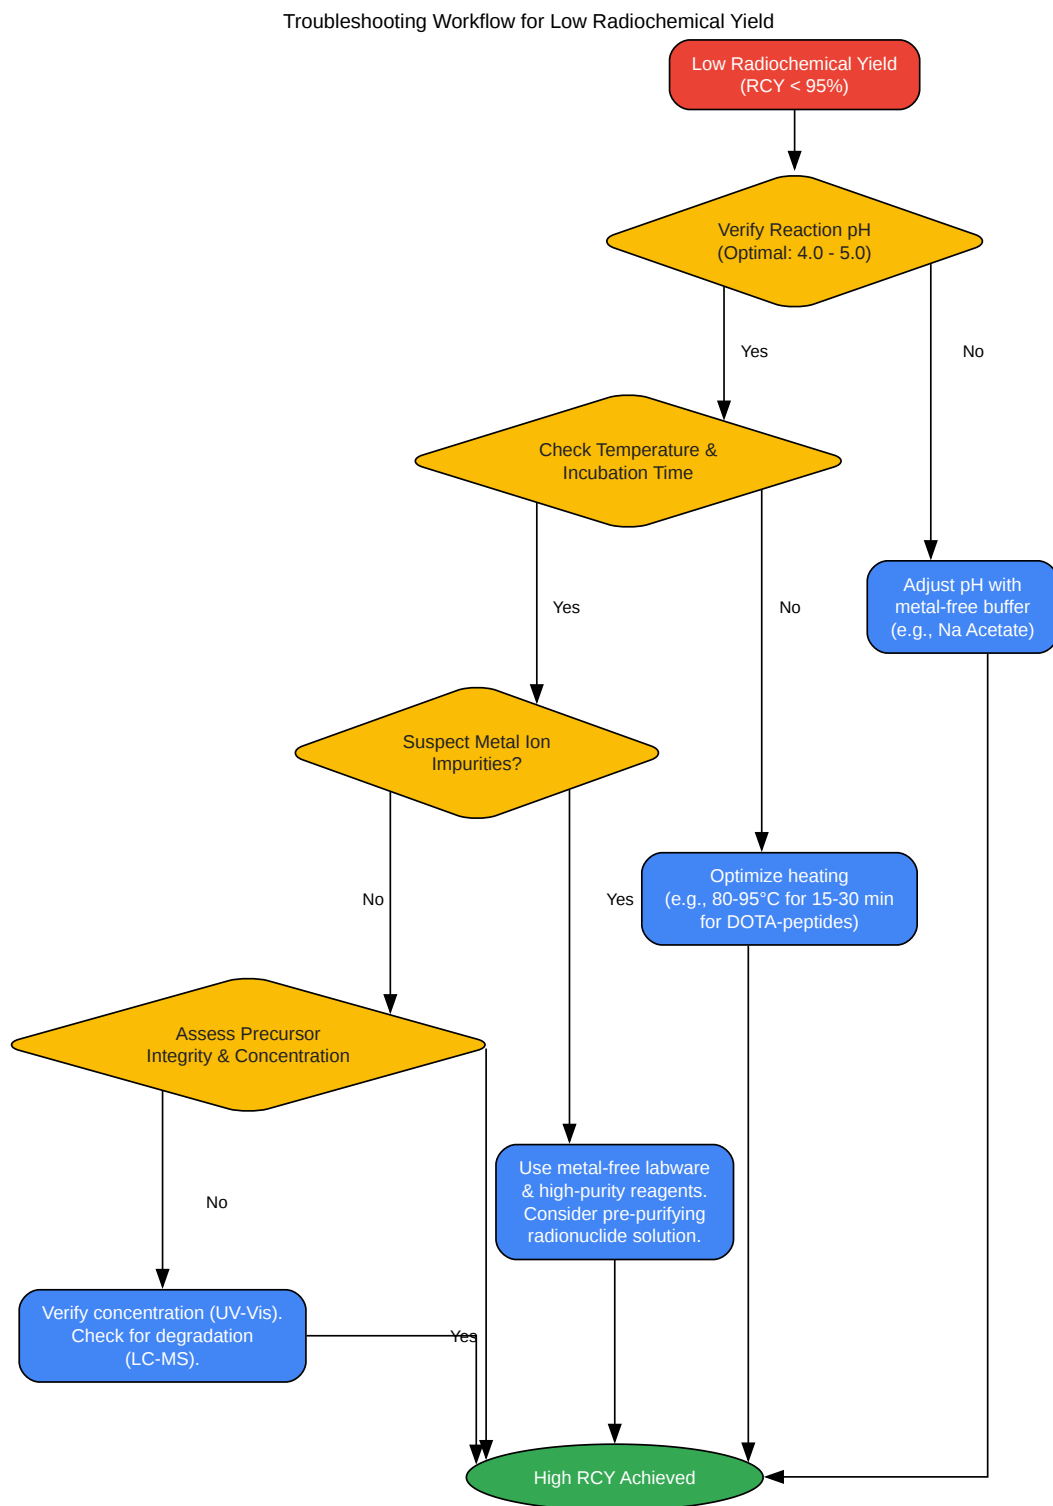 Troubleshooting Workflow for Low Radiochemical Yield
Low Radiochemical Yield
(RCY < 95%)
Verify Reaction pH
(Optimal: 4.0 - 5.0)
Yes
No
Check Temperature &
Incubation Time
Yes
No
Adjust pH with
metal-free buffer
(e.g., Na Acetate)
Suspect Metal Ion
Impurities?
No
Yes
Optimize heating
(e.g., 80-95°C for 15-30 min
for DOTA-peptides)
Assess Precursor
Integrity & Concentration
No
Use metal-free labware
& high-purity reagents.
Consider pre-purifying
radionuclide solution.
Verify concentration (UV-Vis).
Check for degradation
(LC-MS).
Yes
High RCY Achieved